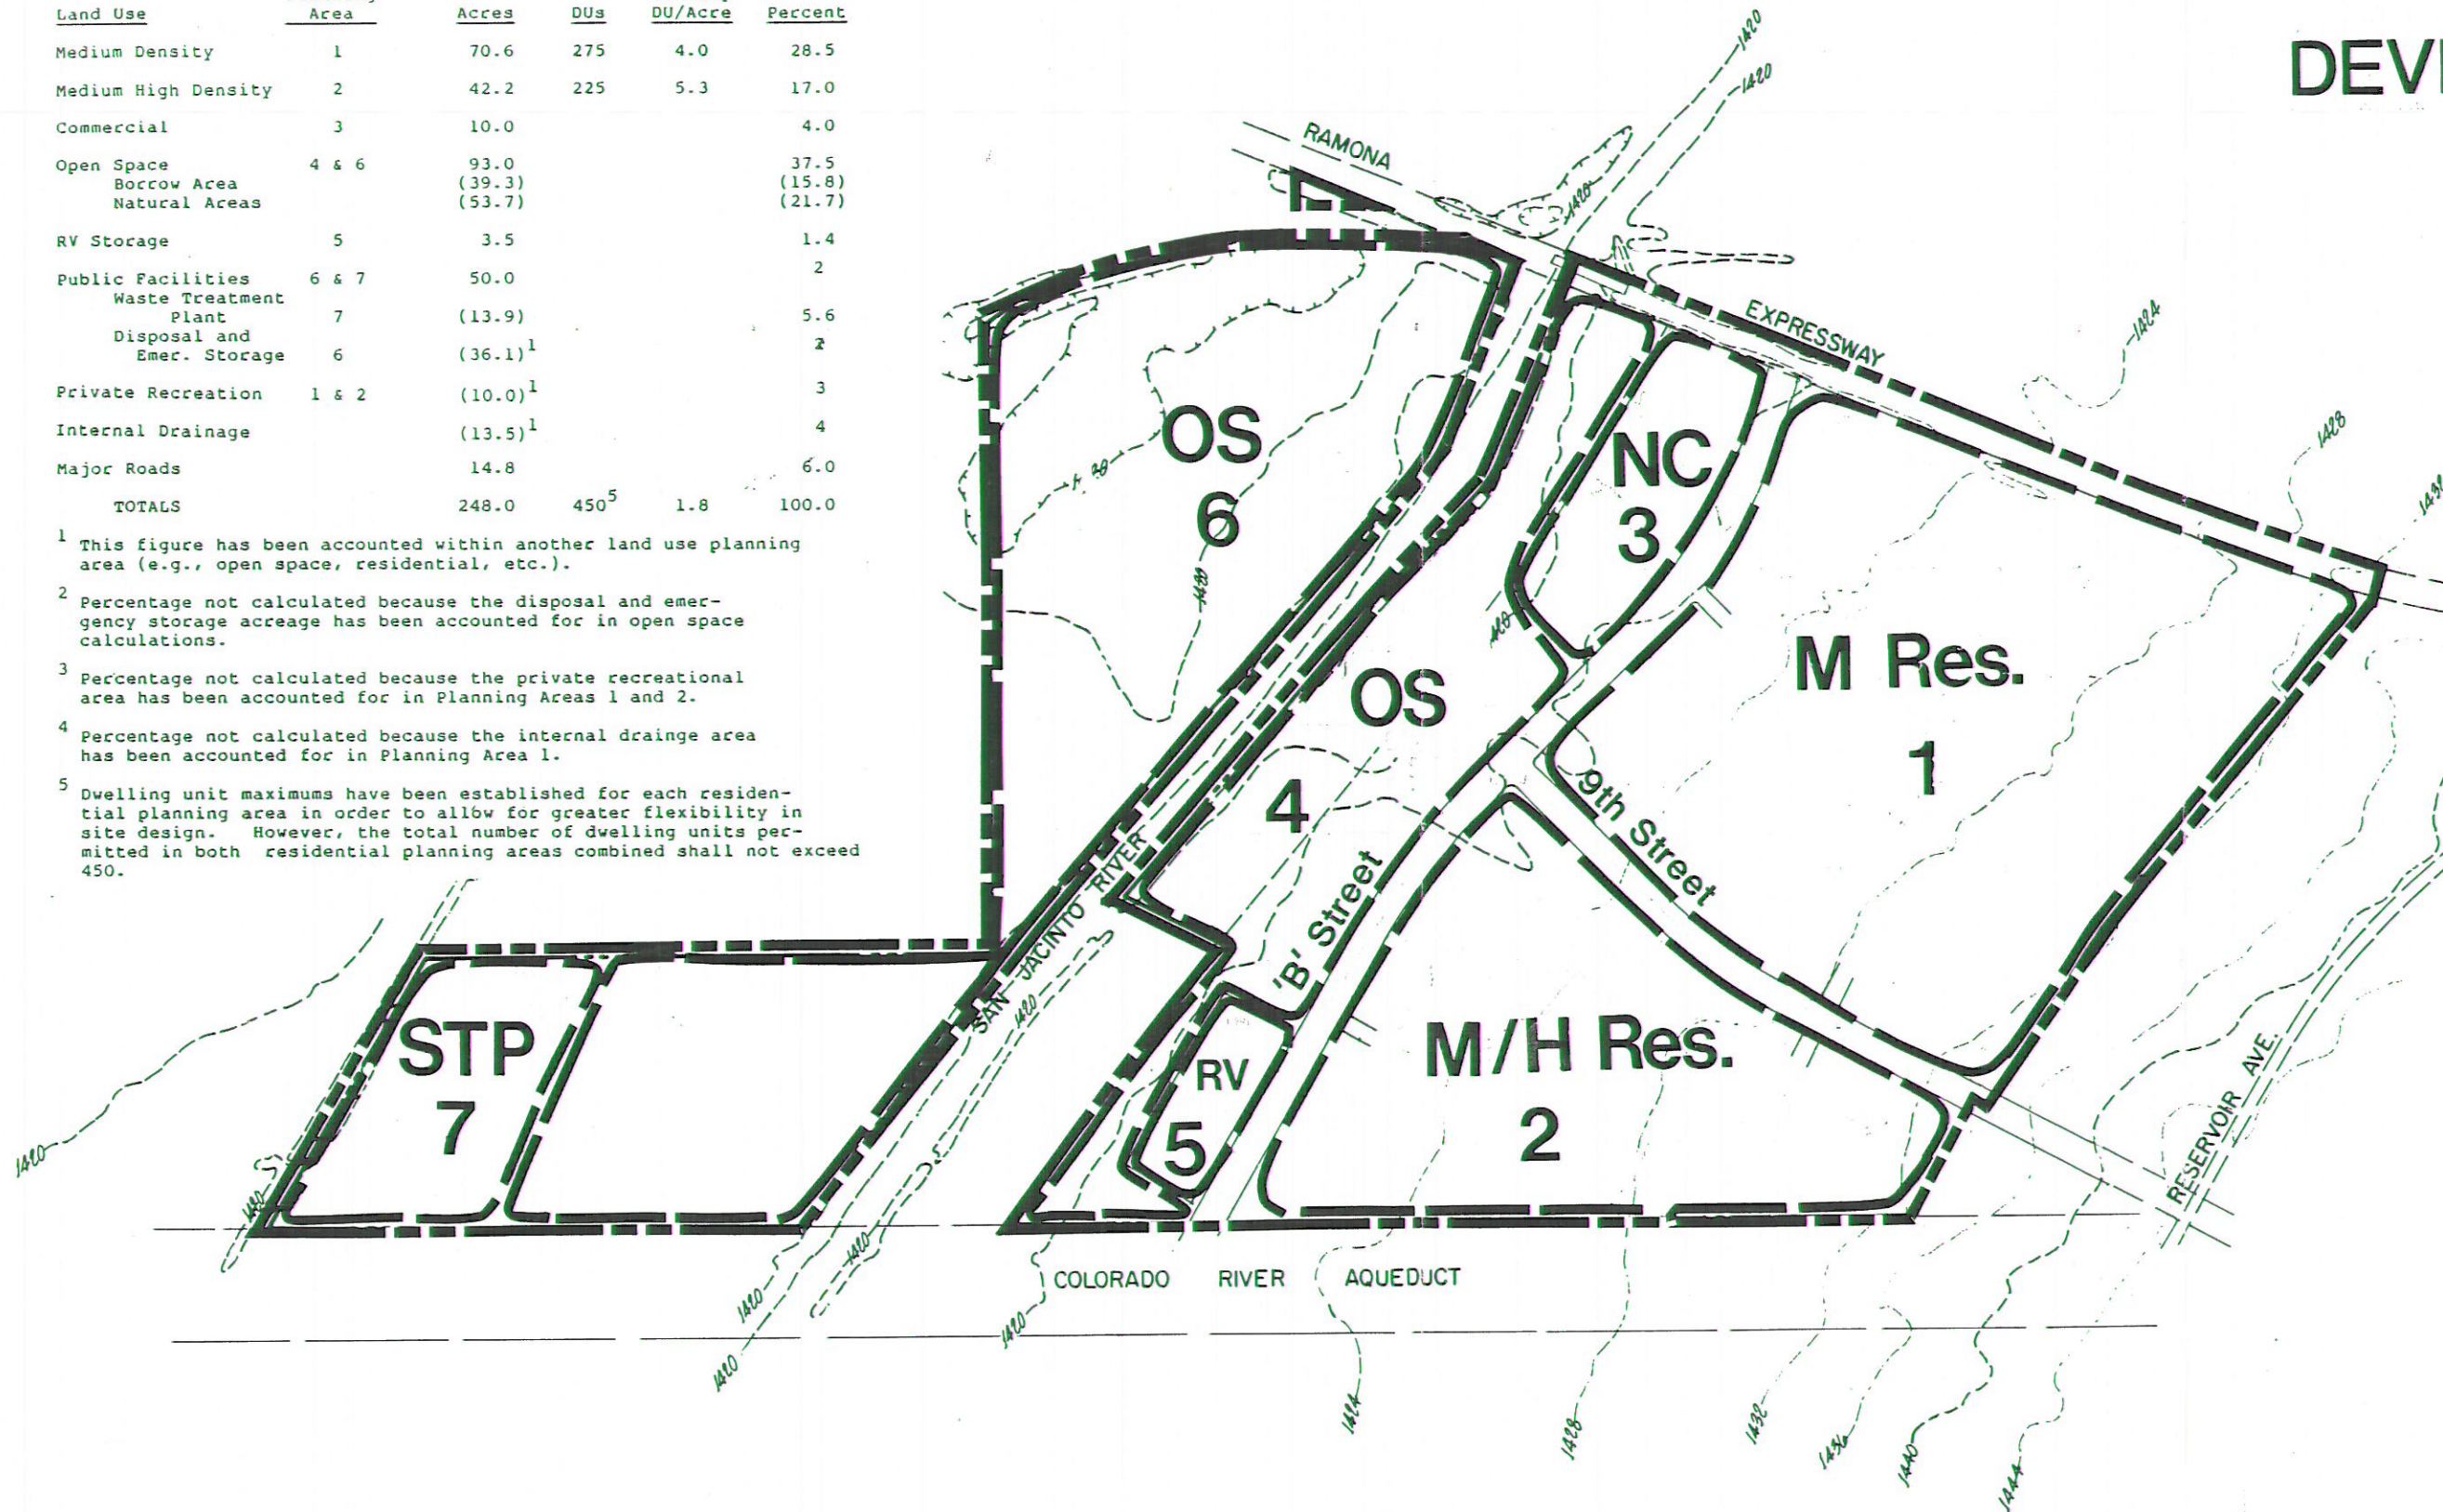 Land Use Area Acres DUs DU/Acre Percent
Medium Density 1 70.6 275 4.0 28.5
Medium High Density 2 42.2 225 5.3 17.0
Commercial 3 10.0 4.0
Open Space 4 & 6 93.0 37.5
Borrow Area (39.3) (15.8)
Natural Areas (53.7) (21.7)
RV Storage 5 3.5 1.4
Public Facilities 6 & 7 50.0 2
Waste Treatment
Plant 7 (13.9) 5.6
Disposal and
Emer. Storage 6 (36.1)1 2
Private Recreation 1 & 2 (10.0)1 3
Internal Drainage (13.5)1 4
Major Roads 14.8 6.0
TOTALS 248.0 4505 1.8 100.0
1 This figure has been accounted within another land use planning
area (e.g., open space, residential, etc.).
2 Percentage not calculated because the disposal and emer-
gency storage acreage has been accounted for in open space
calculations.
3 Percentage not calculated because the private recreational
area has been accounted for in Planning Areas 1 and 2.
4 Percentage not calculated because the internal drainge area
has been accounted for in Planning Area 1.
5 Dwelling unit maximums have been established for each residen-
tial planning area in order to allow for greater flexibility in
site design. However, the total number of dwelling units per-
mitted in both residential planning areas combined shall not exceed
450.
DEV
1420
1420
RAMONA
1420
EXPRESSWAY
1424
1428
OS
6
1420
NC
3
OS
4
M Res.
1
9th Street
'B' Street
SAN JACINTO RIVER
1420
STP
7
RV
5
M/H Res.
2
RESERVOIR AVE.
1420
1420
1420
COLORADO RIVER AQUEDUCT
1420
1420
1420
1424
1428
1432
1436
1440
1444